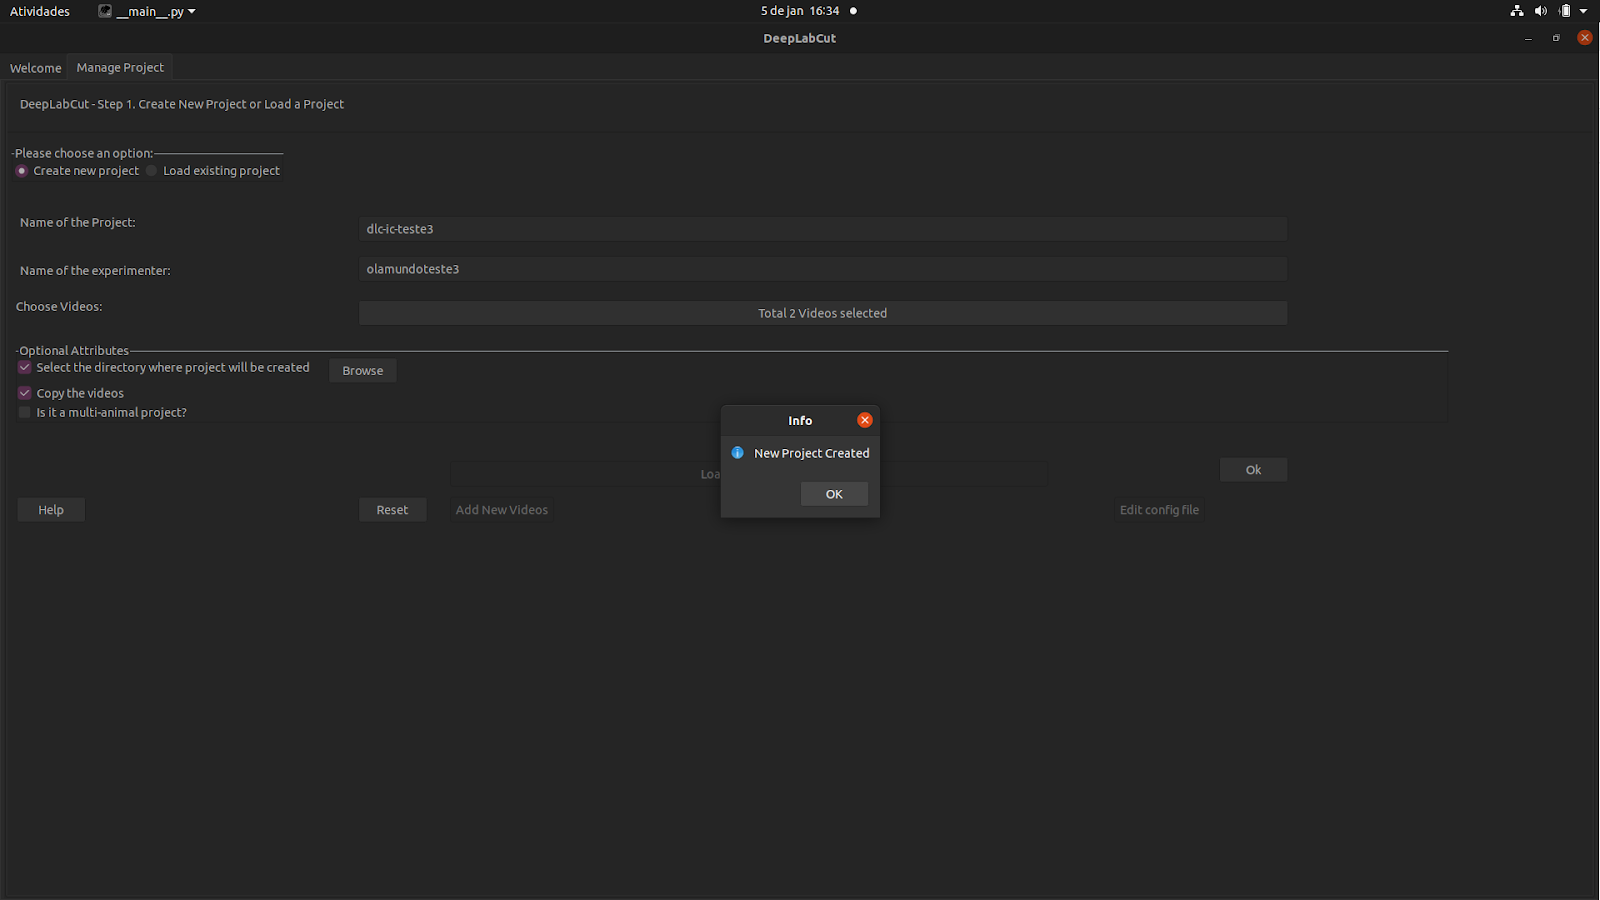 Atividades __main__.py 5 de jan 16:34
DeepLabCut
Welcome Manage Project
DeepLabCut - Step 1. Create New Project or Load a Project
Please choose an option:
Create new project Load existing project
Name of the Project: dlc-ic-teste3
Name of the experimenter: olamundoteste3
Choose Videos: Total 2 Videos selected
Optional Attributes
Select the directory where project will be created Browse
Copy the videos
Is it a multi-animal project?
Info
New Project Created
OK
Loa Ok
Help Reset Add New Videos Edit config file